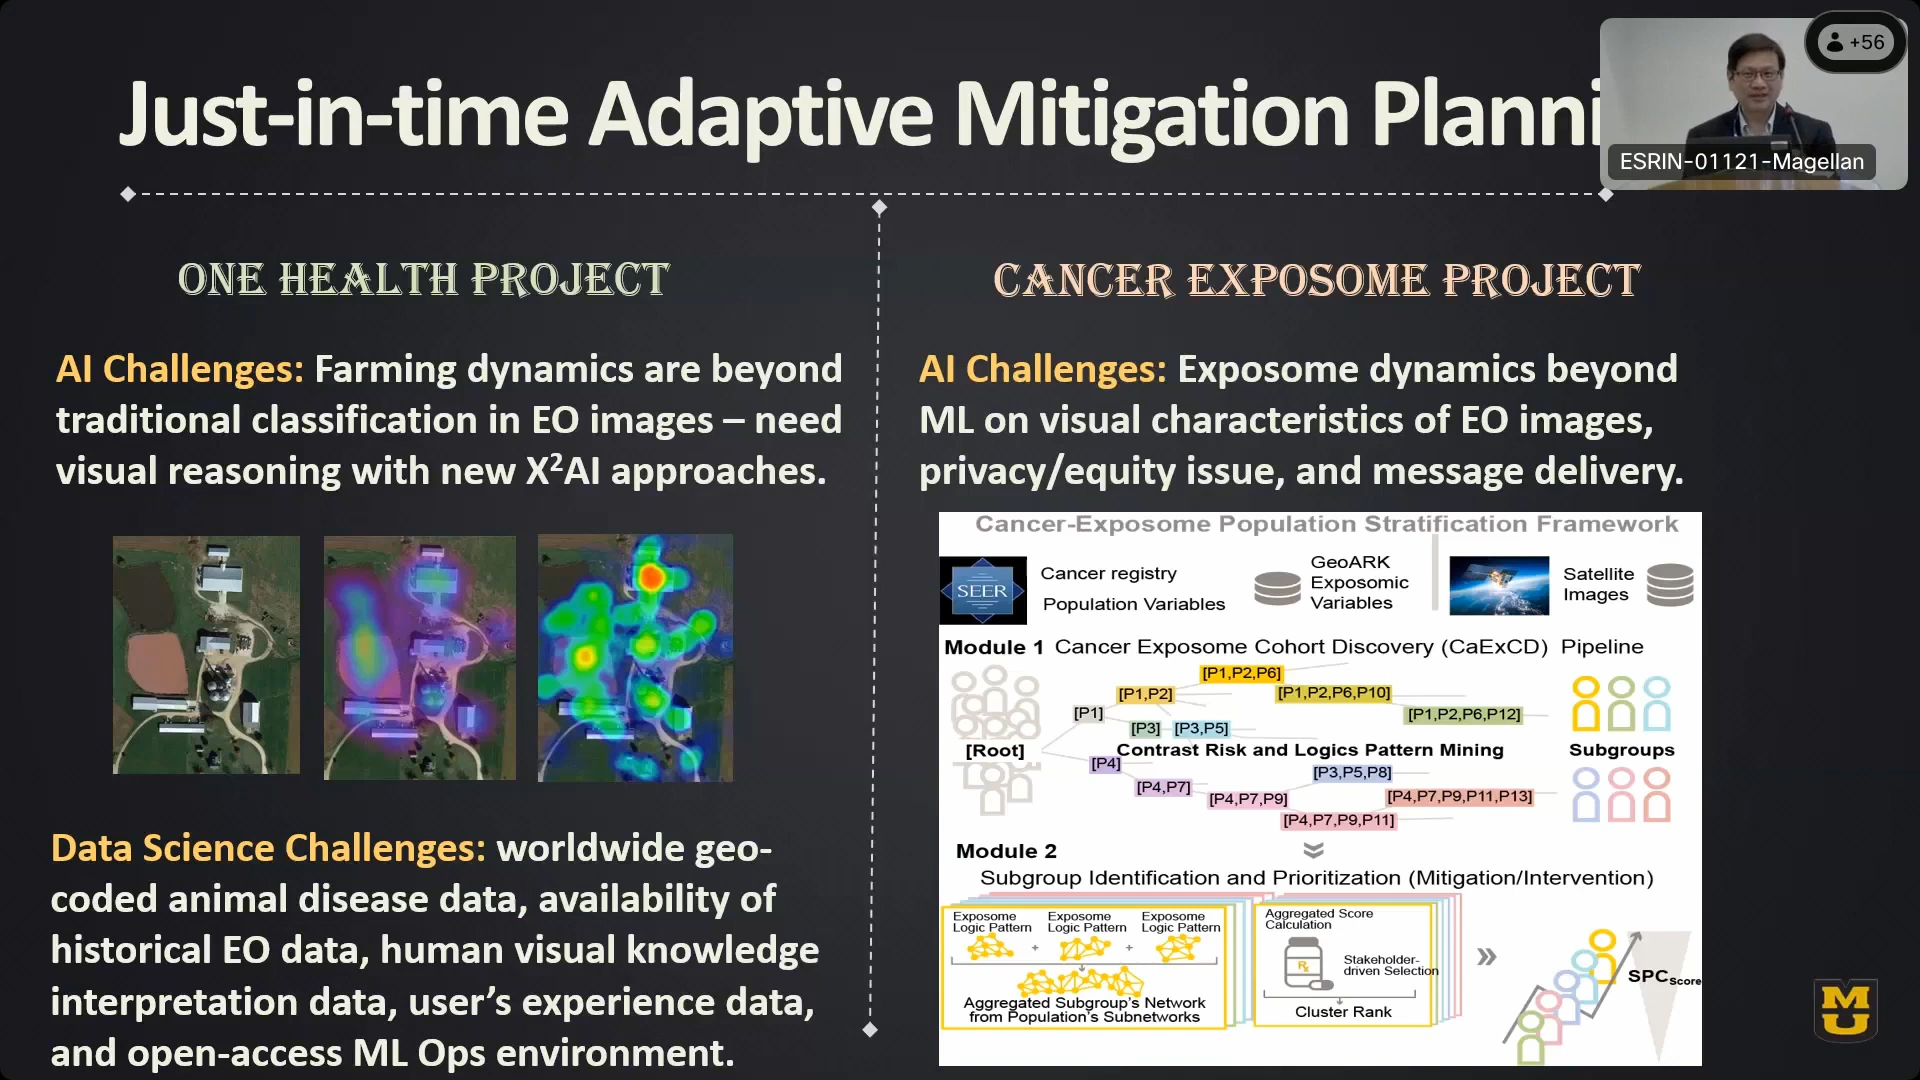 Just-in-time Adaptive Mitigation Planni
+56
ESRIN-01121-Magellan
ONE HEALTH PROJECT
AI Challenges: Farming dynamics are beyond
traditional classification in EO images – need
visual reasoning with new X²AI approaches.
Data Science Challenges: worldwide geo-
coded animal disease data, availability of
historical EO data, human visual knowledge
interpretation data, user’s experience data,
and open-access ML Ops environment.
CANCER EXPOSOME PROJECT
AI Challenges: Exposome dynamics beyond
ML on visual characteristics of EO images,
privacy/equity issue, and message delivery.
Cancer-Exposome Population Stratification Framework
SEER
Cancer registry
Population Variables
GeoARK
Exposomic
Variables
Satellite
Images
Module 1 Cancer Exposome Cohort Discovery (CaExCD) Pipeline
[P1,P2,P6]
[P1,P2]
[P1,P2,P6,P10]
[P1]
[P1,P2,P6,P12]
[P3]
[P3,P5]
[Root]
Contrast Risk and Logics Pattern Mining
Subgroups
[P4]
[P3,P5,P8]
[P4,P7]
[P4,P7,P9]
[P4,P7,P9,P11,P13]
[P4,P7,P9,P11]
Module 2
Subgroup Identification and Prioritization (Mitigation/Intervention)
Exposome
Logic Pattern
+
Exposome
Logic Pattern
+
Exposome
Logic Pattern
Aggregated Subgroup's Network
from Population's Subnetworks
Aggregated Score
Calculation
Rx
Stakeholder-
driven Selection
Cluster Rank
SPCScore
MU